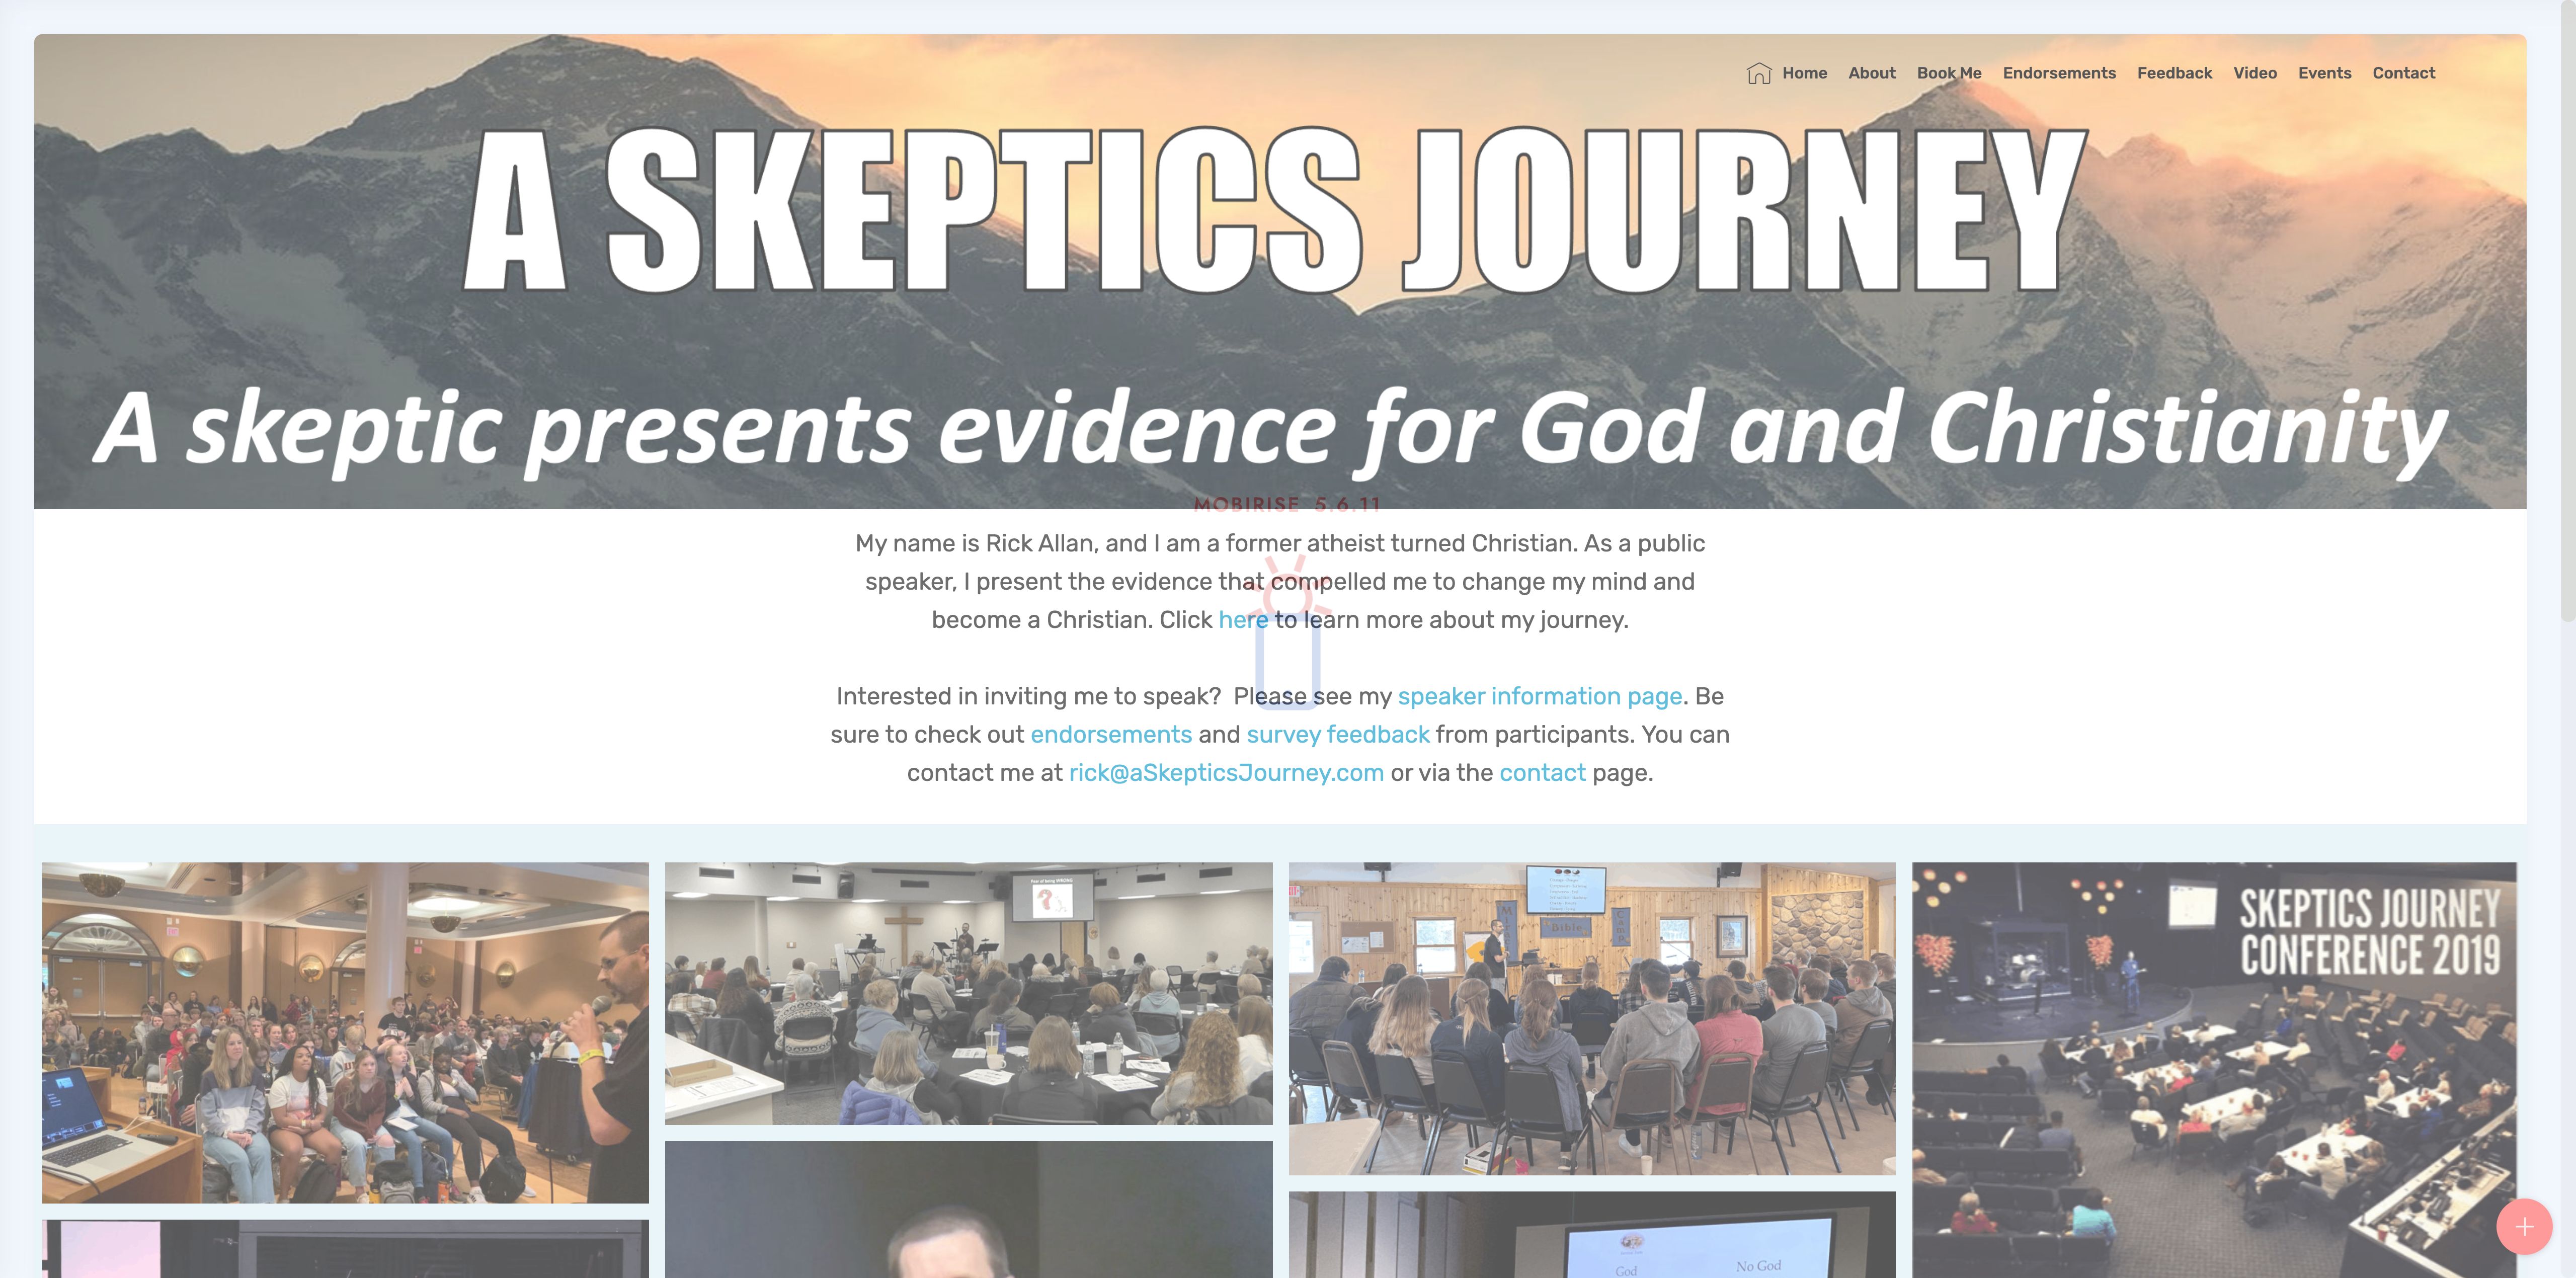 Home About Book Me Endorsements Feedback Video Events Contact
A SKEPTICS JOURNEY
A skeptic presents evidence for God and Christianity
MOBIRISE 5.6.11
My name is Rick Allan, and I am a former atheist turned Christian. As a public
speaker, I present the evidence that compelled me to change my mind and
become a Christian. Click here to learn more about my journey.
Interested in inviting me to speak?  Please see my speaker information page. Be
sure to check out endorsements and survey feedback from participants. You can
contact me at rick@aSkepticsJourney.com or via the contact page.
Fear of being WRONG
Bible
Camp
SKEPTICS JOURNEY
CONFERENCE 2019
God
No God